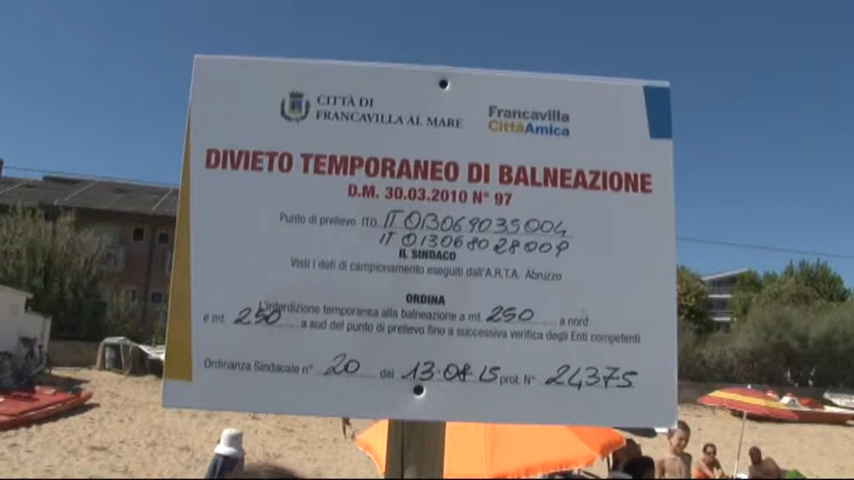 CITTÀ DI
FRANCAVILLA AL MARE
Francavilla
CittàAmica
DIVIETO TEMPORANEO DI BALNEAZIONE
D.M. 30.03.2010 N° 97
Punto di prelievo ITO IT013069035004
IT013068028004
IL SINDACO
Visti i dati di campionamento eseguiti dall'A.R.T.A. Abruzzo
ORDINA
l'interdizione temporanea alla balneazione a mt. 250 a nord
e mt. 250 a sud del punto di prelievo fino a successiva verifica degli Enti competenti
Ordinanza Sindacale n° 20 del 13-08-15 prot. N° 24375